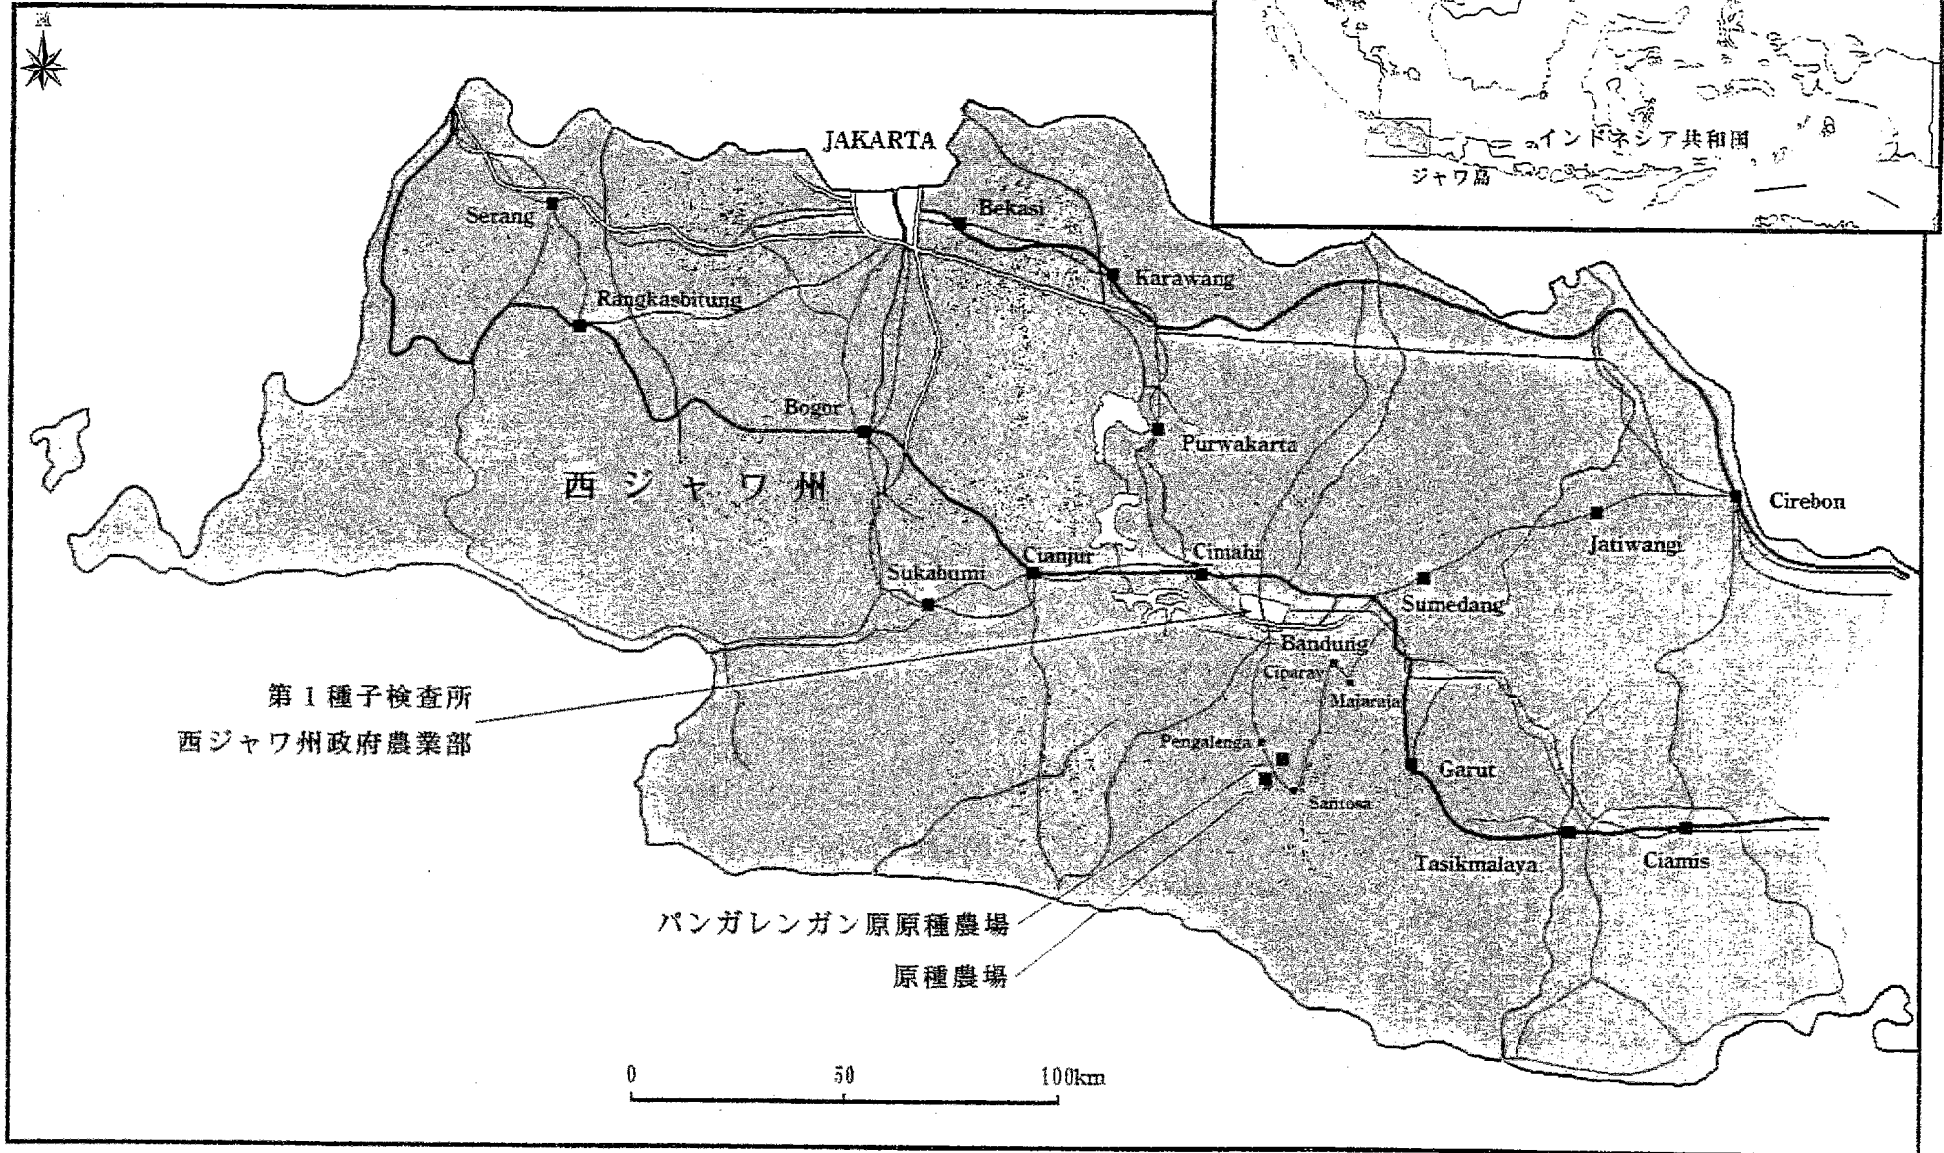 N
インドネシア共和国
ジャワ島
JAKARTA
Serang
Bekasi
Karawang
Rangkasbitung
Bogor
Purwakarta
西ジャワ州
Cirebon
Jatiwangi
Cianjur
Cimahi
Sukabumi
Sumedang
Bandung
Ciparay
Majaraja
第1種子検査所
西ジャワ州政府農業部
Pengalenga
Garut
Santosa
Tasikmalaya
Ciamis
パンガレンガン原原種農場
原種農場
0 50 100km